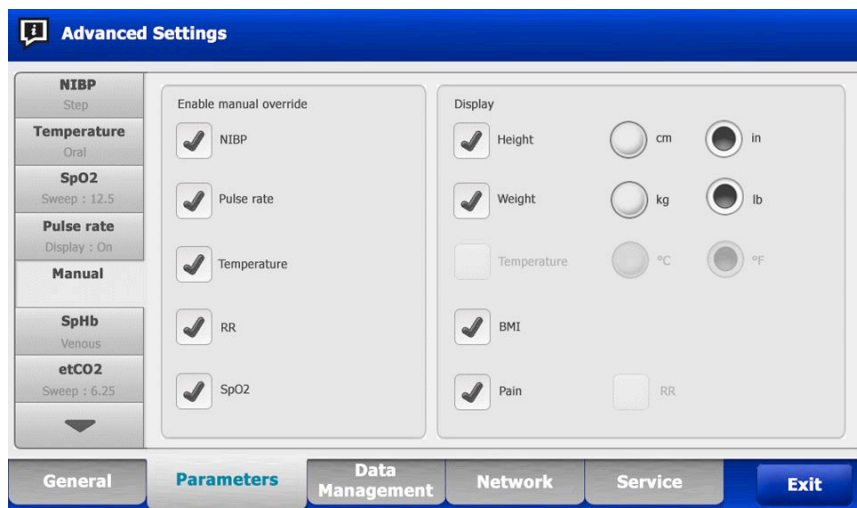 Advanced Settings
NIBP
Step
Temperature
Oral
SpO2
Sweep : 12.5
Pulse rate
Display : On
Manual
SpHb
Venous
etCO2
Sweep : 6.25
Enable manual override
NIBP
Pulse rate
Temperature
RR
SpO2
Display
Height cm in
Weight kg lb
Temperature °C °F
BMI
Pain RR
General
Parameters
Data
Management
Network
Service
Exit